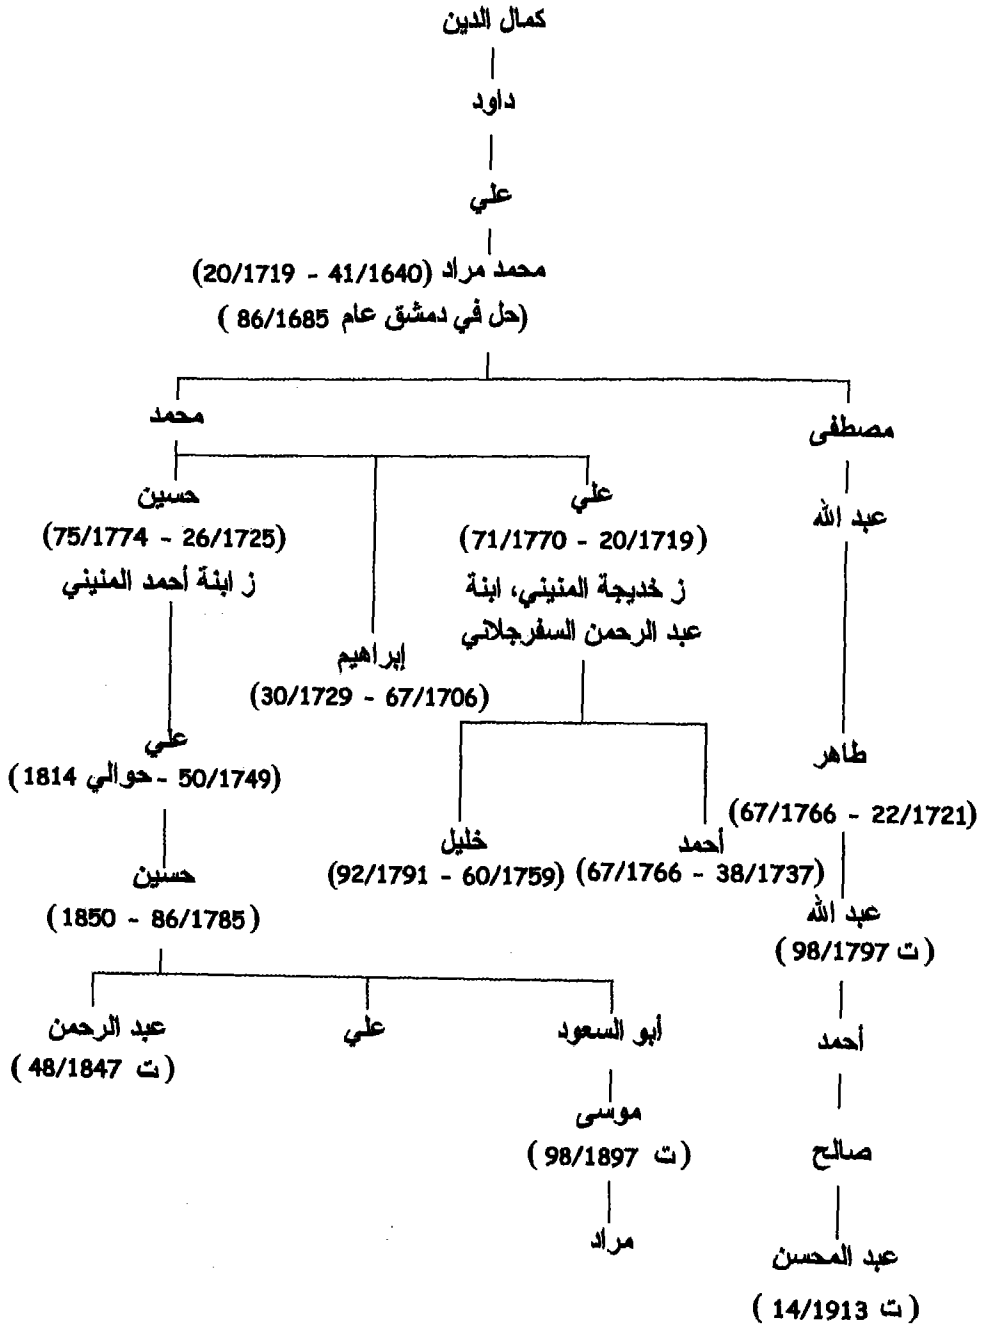 كمال الدين
داود
علي
محمد مراد (41/1640 - 20/1719)
(حل في دمشق عام 86/1685)
مصطفى
محمد
عبد الله
علي
(20/1719 - 71/1770)
ز خديجة المنيني، ابنة
عبد الرحمن السفرجلاني
حسين
(26/1725 - 75/1774)
ز ابنة أحمد المنيني
إبراهيم
(67/1706 - 30/1729)
طاهر
(22/1721 - 67/1766)
علي
(50/1749 - حوالي 1814)
أحمد
(38/1737 - 67/1766)
خليل
(60/1759 - 92/1791)
حسين
(86/1785 - 1850)
عبد الله
(ت 98/1797)
أبو السعود
علي
عبد الرحمن
(ت 48/1847)
أحمد
موسى
(ت 98/1897)
صالح
مراد
عبد المحسن
(ت 14/1913)